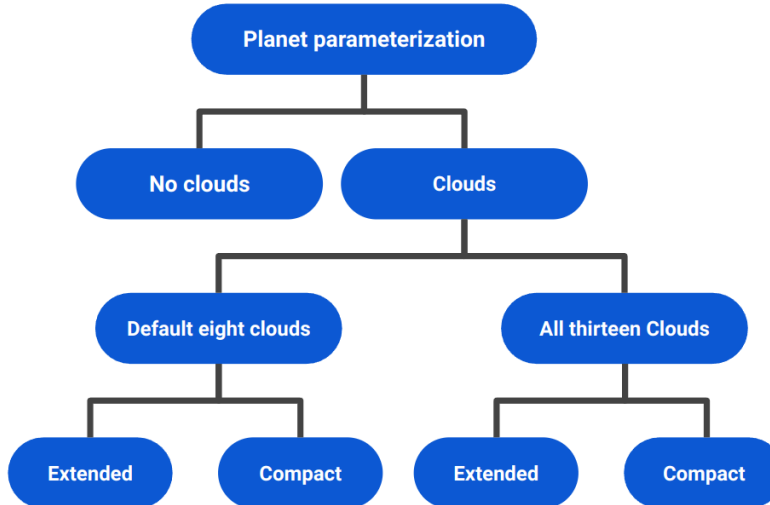 Planet parameterization
No clouds
Clouds
Default eight clouds
All thirteen Clouds
Extended
Compact
Extended
Compact